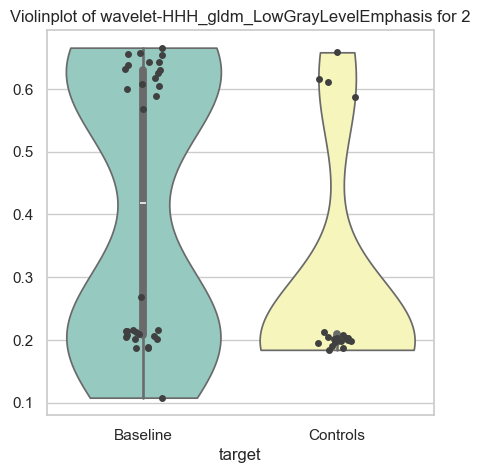 Violinplot of wavelet-HHH_gldm_LowGrayLevelEmphasis for 2
0.6
0.5
0.4
0.3
0.2
0.1
Baseline Controls
target